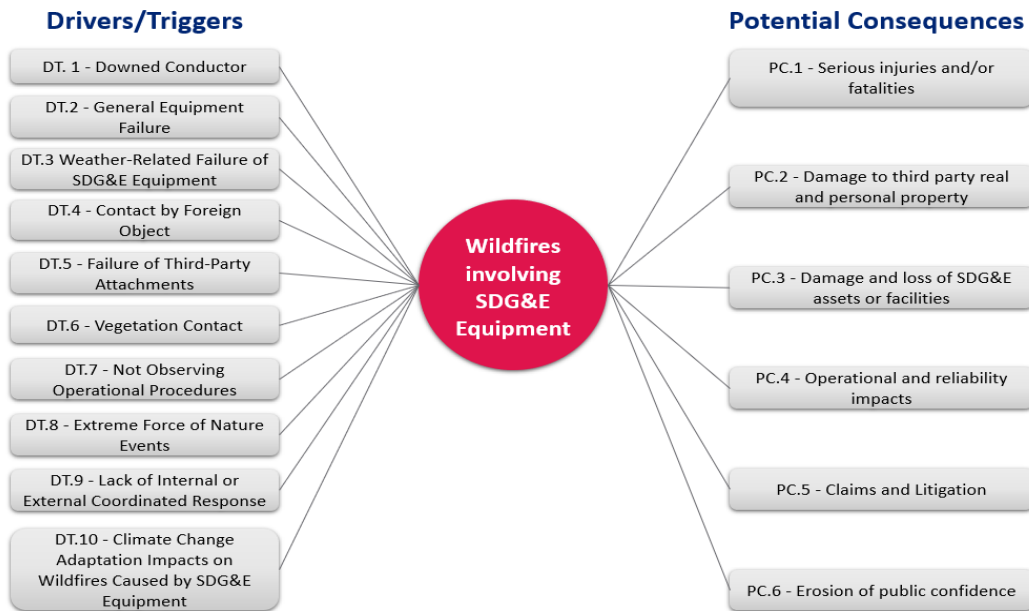 Drivers/Triggers
DT. 1 - Downed Conductor
DT.2 - General Equipment
Failure
DT.3 Weather-Related Failure of
SDG&E Equipment
DT.4 - Contact by Foreign
Object
DT.5 - Failure of Third-Party
Attachments
DT.6 - Vegetation Contact
DT.7 - Not Observing
Operational Procedures
DT.8 - Extreme Force of Nature
Events
DT.9 - Lack of Internal or
External Coordinated Response
DT.10 - Climate Change
Adaptation Impacts on
Wildfires Caused by SDG&E
Equipment
Wildfires
involving
SDG&E
Equipment
Potential Consequences
PC.1 - Serious injuries and/or
fatalities
PC.2 - Damage to third party real
and personal property
PC.3 - Damage and loss of SDG&E
assets or facilities
PC.4 - Operational and reliability
impacts
PC.5 - Claims and Litigation
PC.6 - Erosion of public confidence